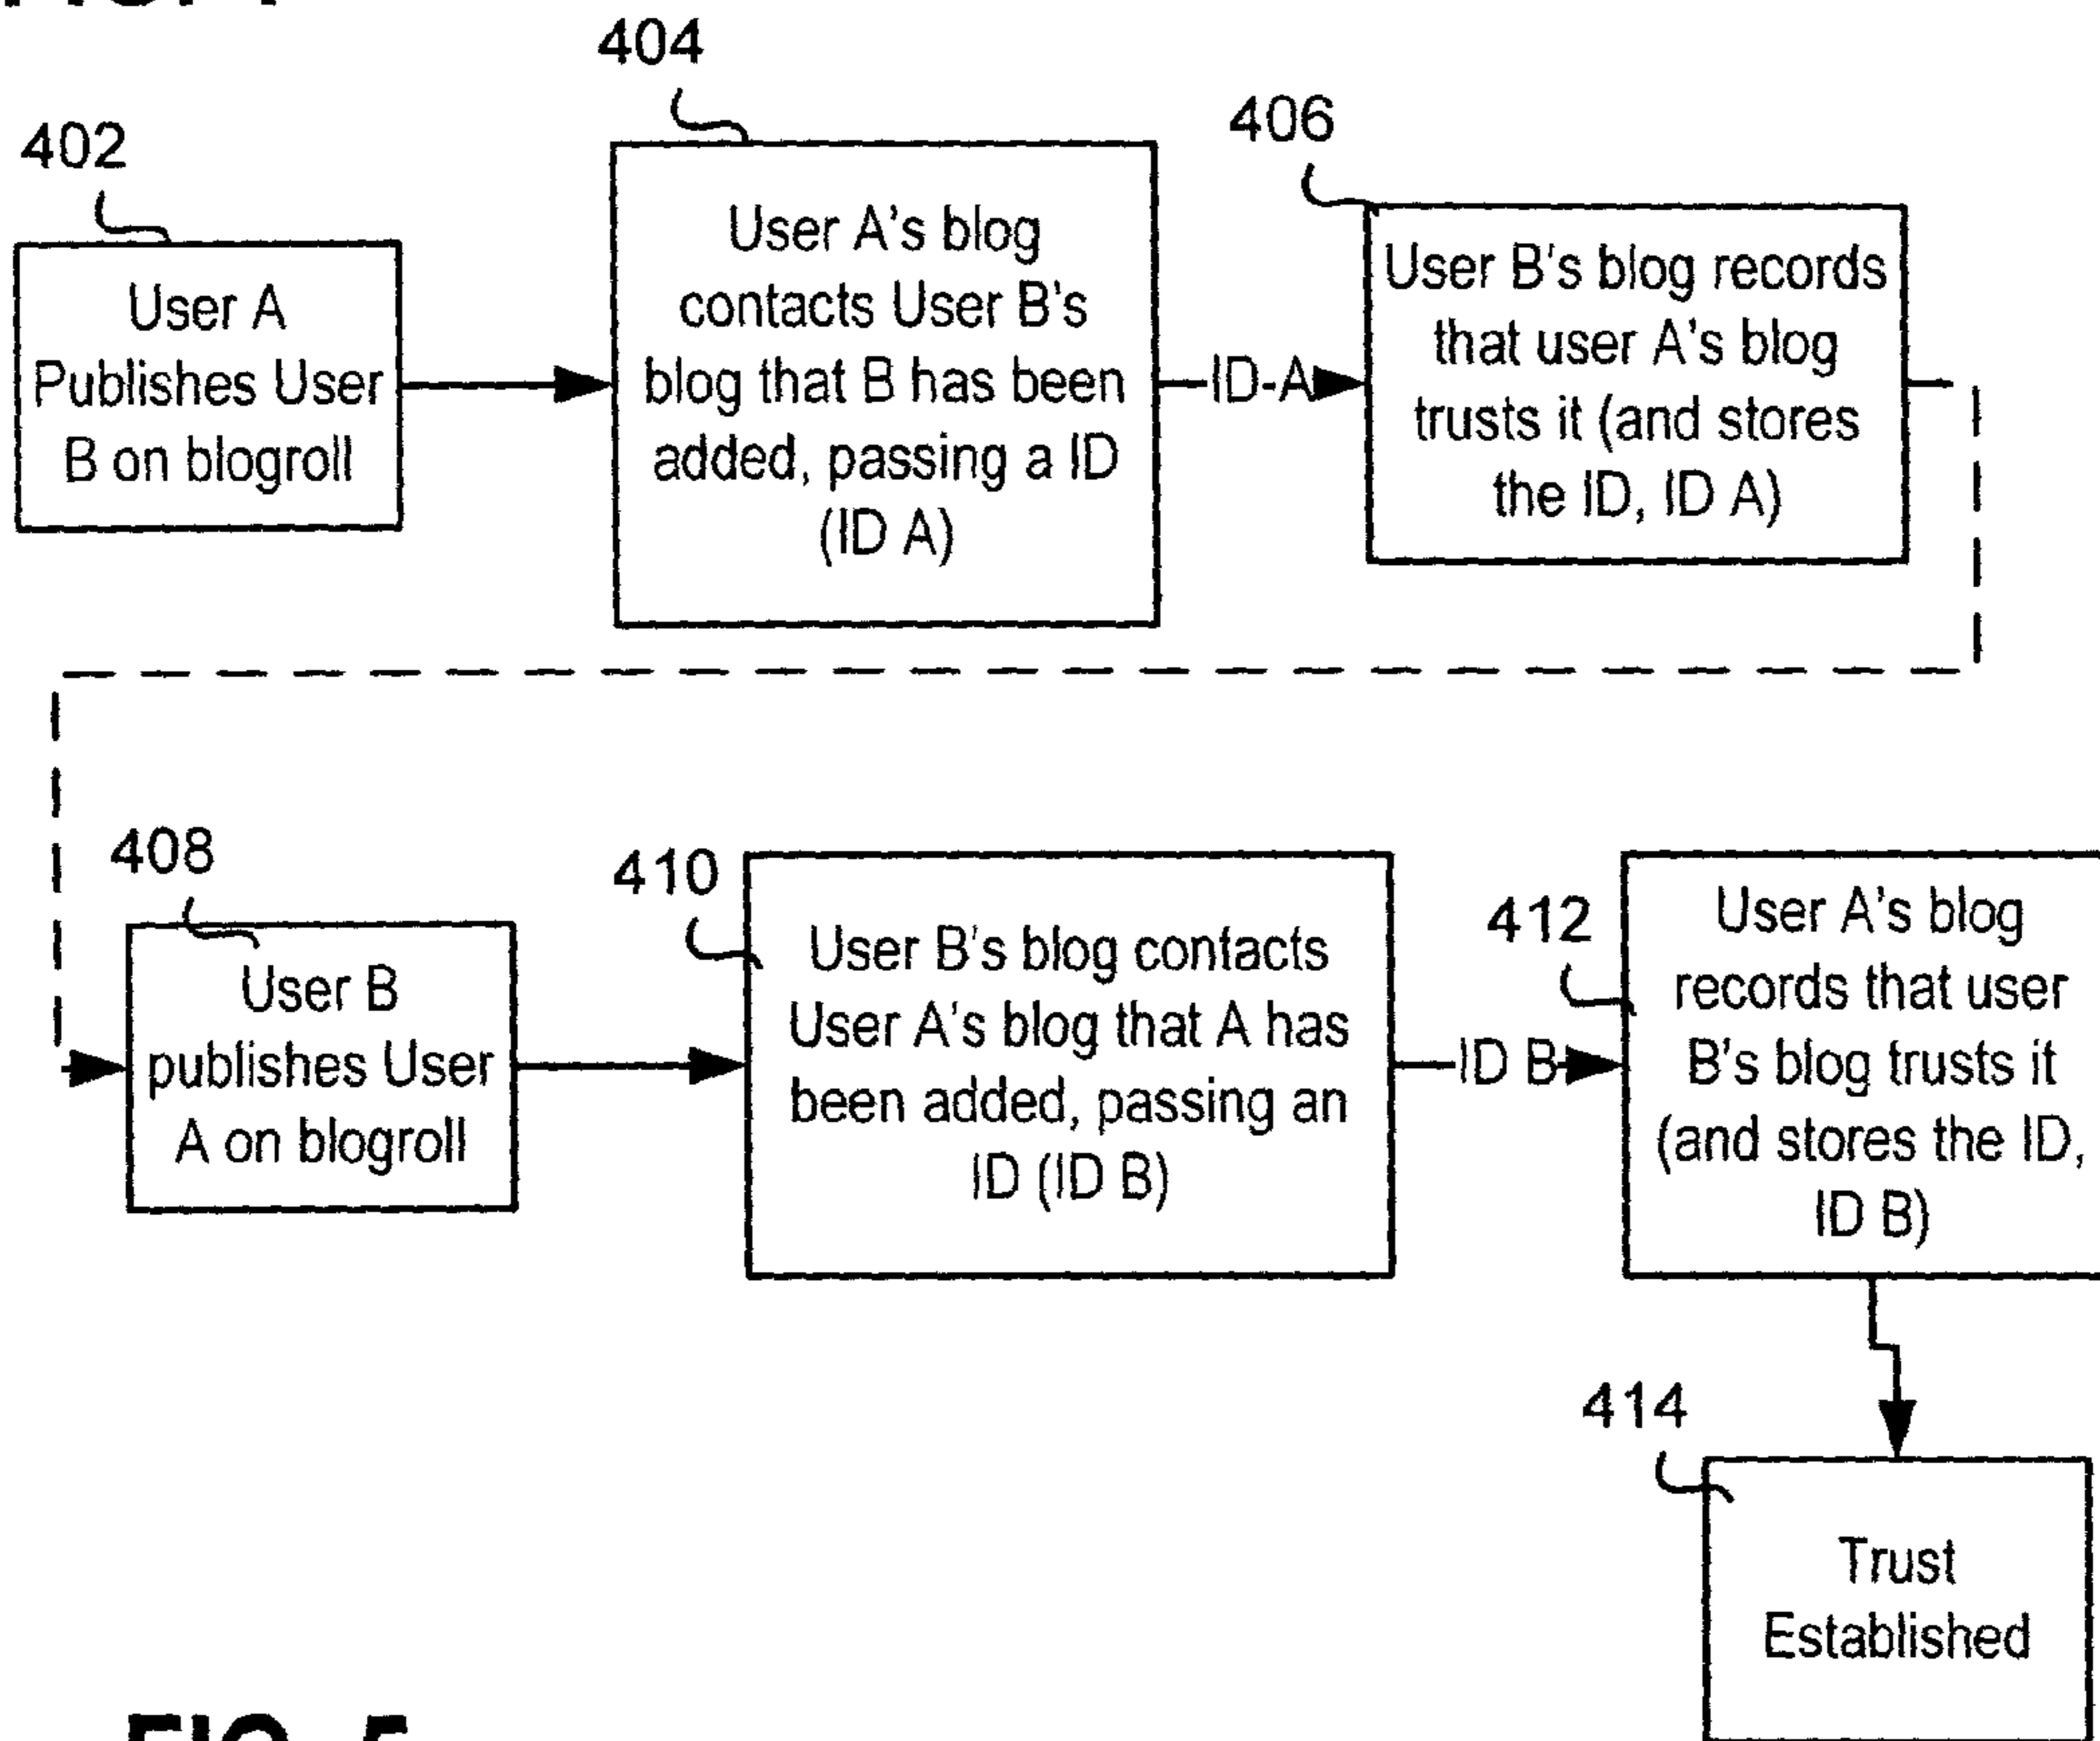 404
402
406
User A
Publishes User
B on blogroll
User A's blog
contacts User B's
blog that B has been
added, passing a ID
(ID A)
ID-A
User B's blog records
that user A's blog
trusts it (and stores
the ID, ID A)
408
410
412
User B
publishes User
A on blogroll
User B's blog contacts
User A's blog that A has
been added, passing an
ID (ID B)
ID B
User A's blog
records that user
B's blog trusts it
(and stores the ID,
ID B)
414
Trust
Established